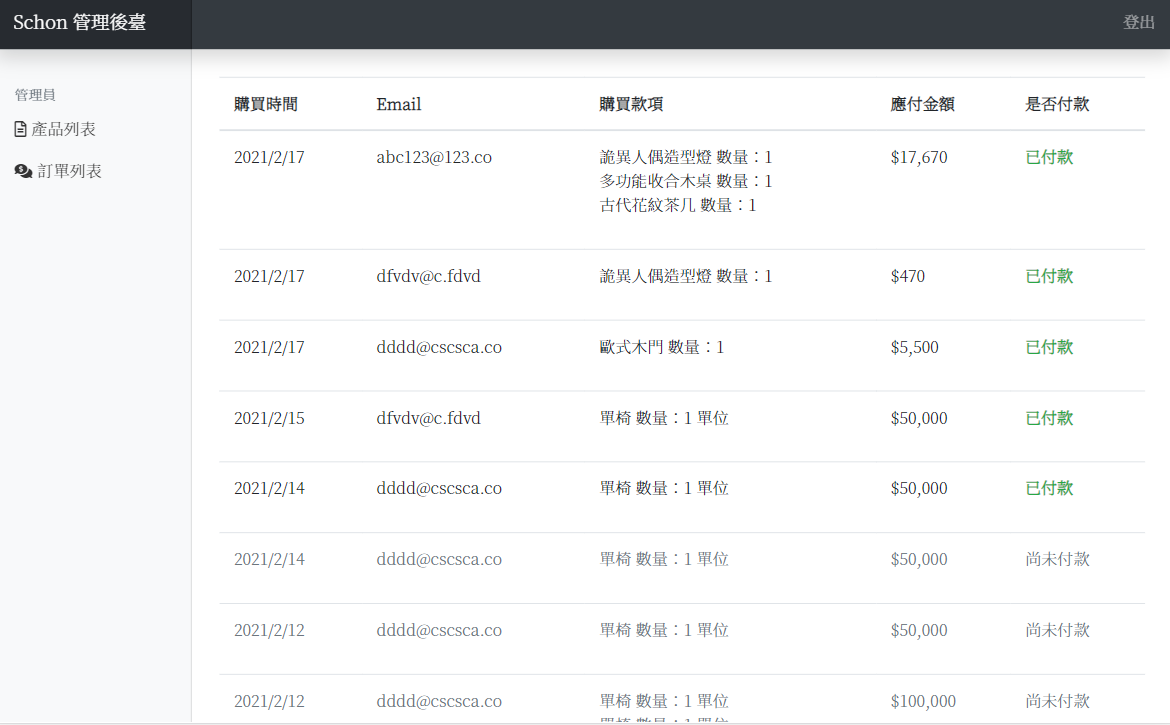 Schon 管理後臺
登出
管理員
產品列表
訂單列表
購買時間 Email 購買款項 應付金額 是否付款
2021/2/17 abc123@123.co 詭異人偶造型燈 數量：1 $17,670 已付款
多功能收合木桌 數量：1
古代花紋茶几 數量：1
2021/2/17 dfvdv@c.fdvd 詭異人偶造型燈 數量：1 $470 已付款
2021/2/17 dddd@cscsca.co 歐式木門 數量：1 $5,500 已付款
2021/2/15 dfvdv@c.fdvd 單椅 數量：1 單位 $50,000 已付款
2021/2/14 dddd@cscsca.co 單椅 數量：1 單位 $50,000 已付款
2021/2/14 dddd@cscsca.co 單椅 數量：1 單位 $50,000 尚未付款
2021/2/12 dddd@cscsca.co 單椅 數量：1 單位 $50,000 尚未付款
2021/2/12 dddd@cscsca.co 單椅 數量：1 單位 $100,000 尚未付款